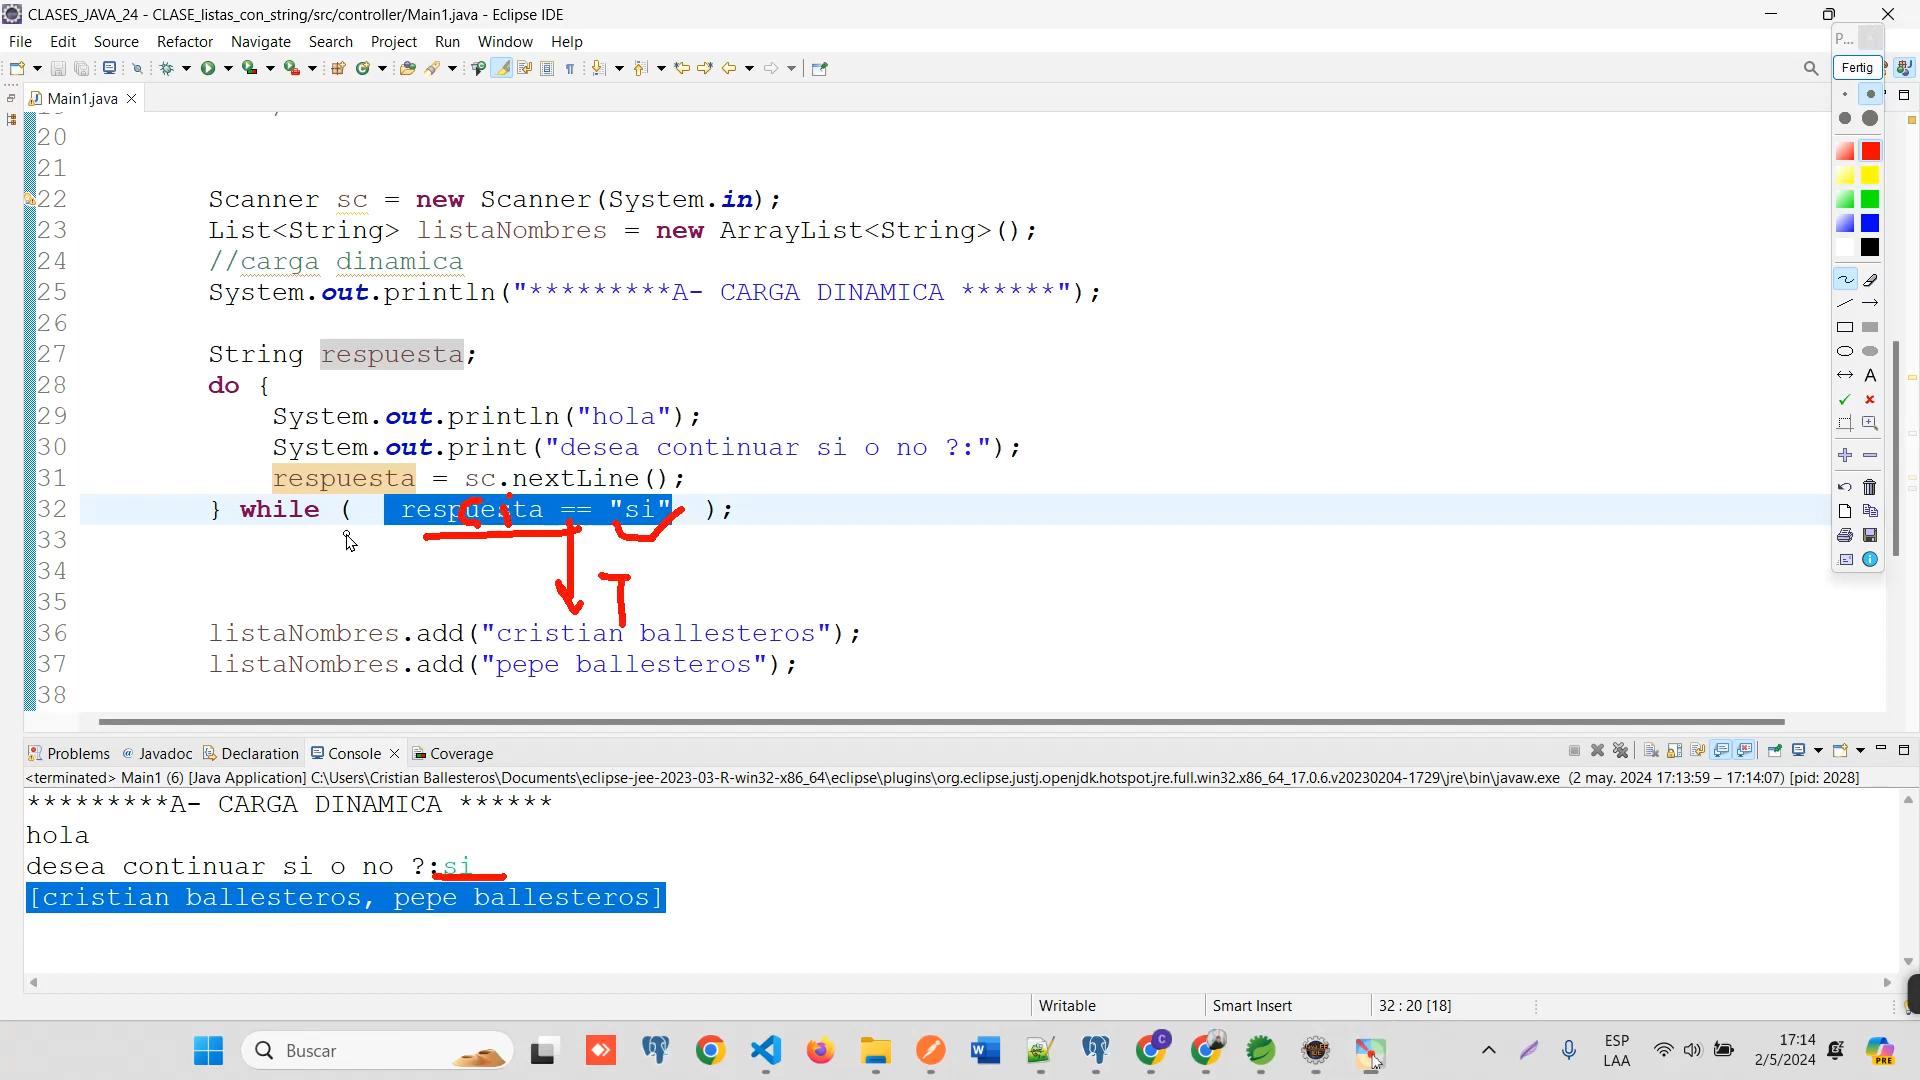 CLASES_JAVA_24 - CLASE_listas_con_string/src/controller/Main1.java - Eclipse IDE
File Edit Source Refactor Navigate Search Project Run Window Help
P...
Fertig
Main1.java
20
21
22 Scanner sc = new Scanner(System.in);
23 List<String> listaNombres = new ArrayList<String>();
24 //carga dinamica
25 System.out.println("*********A- CARGA DINAMICA ******");
26
27 String respuesta;
28 do {
29 System.out.println("hola");
30 System.out.print("desea continuar si o no ?:");
31 respuesta = sc.nextLine();
32 } while ( respuesta == "si" );
33
34
35
36 listaNombres.add("cristian ballesteros");
37 listaNombres.add("pepe ballesteros");
38
si
T
Problems Javadoc Declaration Console Coverage
<terminated> Main1 (6) [Java Application] C:\Users\Cristian Ballesteros\Documents\eclipse-jee-2023-03-R-win32-x86_64\eclipse\plugins\org.eclipse.justj.openjdk.hotspot.jre.full.win32.x86_64_17.0.6.v20230204-1729\jre\bin\javaw.exe (2 may. 2024 17:13:59 – 17:14:07) [pid: 2028]
*********A- CARGA DINAMICA ******
hola
desea continuar si o no ?:si
[cristian ballesteros, pepe ballesteros]
Writable Smart Insert 32 : 20 [18]
Buscar
ESP
LAA
17:14
2/5/2024
PRE